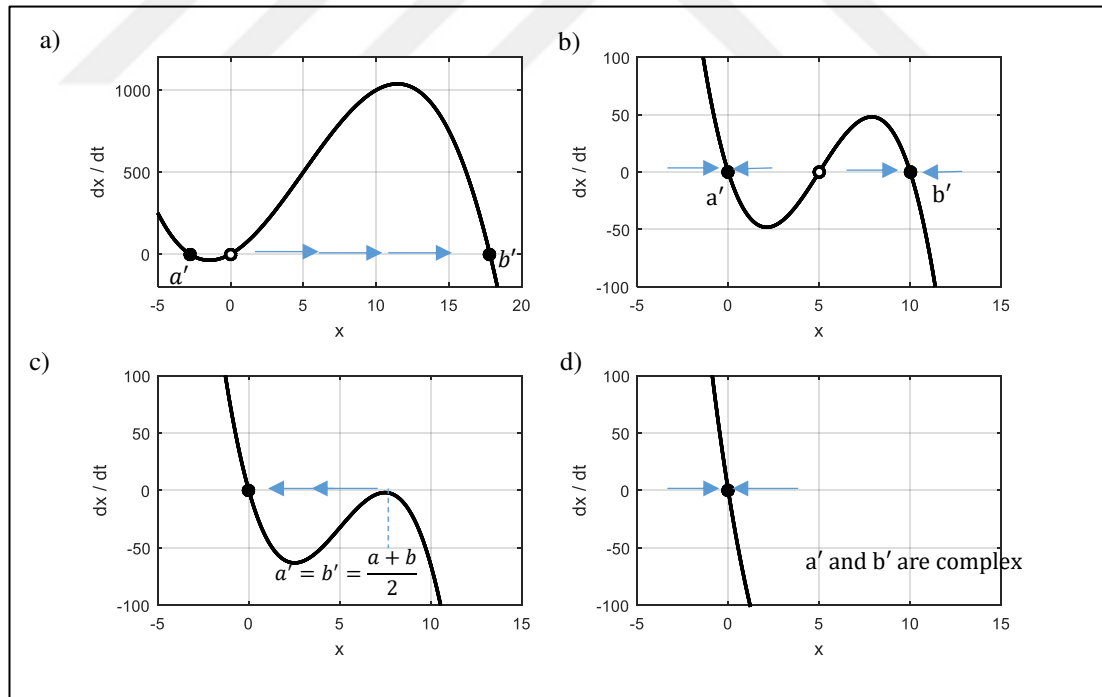 a)
1000
500
0
dx / dt
a′
b′
-5
0
5
10
15
20
x
b)
100
50
0
-50
-100
dx / dt
a′
b′
-5
0
5
10
15
x
c)
100
50
0
-50
-100
dx / dt
a′ = b′ = a + b
2
-5
0
5
10
15
x
d)
100
50
0
-50
-100
dx / dt
a′ and b′ are complex
-5
0
5
10
15
x